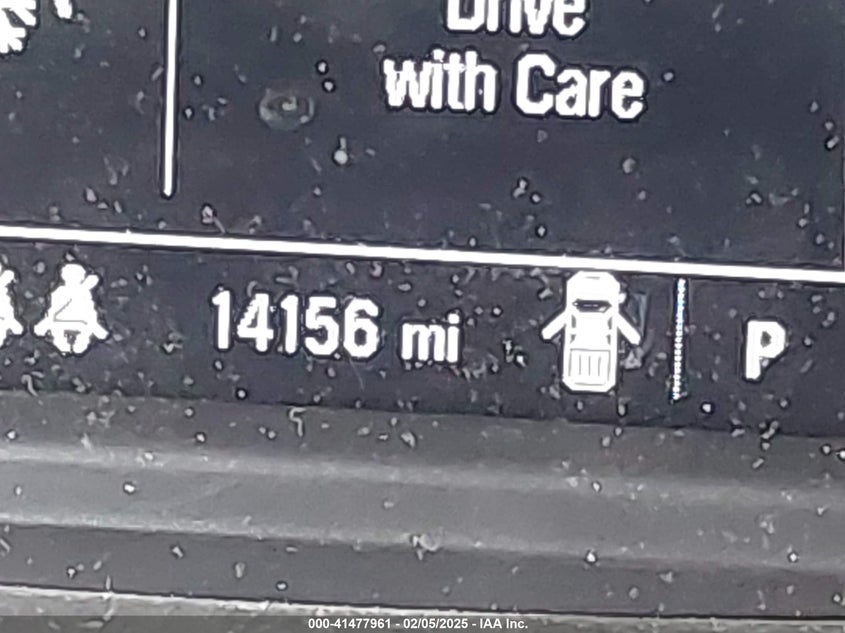 Drive
with Care
14156 mi
P
000-41477961 - 02/05/2025 - IAA Inc.